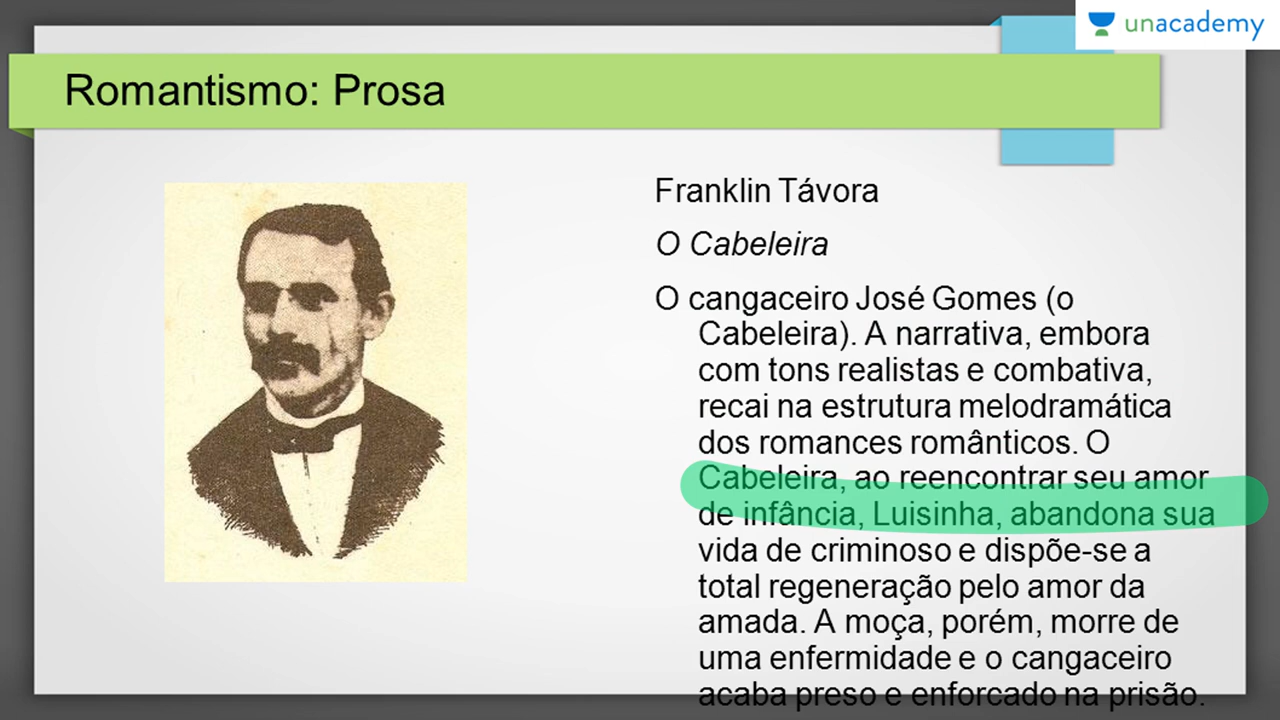 unacademy
Romantismo: Prosa
Franklin Távora
O Cabeleira
O cangaceiro José Gomes (o
Cabeleira). A narrativa, embora
com tons realistas e combativa,
recai na estrutura melodramática
dos romances românticos. O
Cabeleira, ao reencontrar seu amor
de infância, Luisinha, abandona sua
vida de criminoso e dispõe-se a
total regeneração pelo amor da
amada. A moça, porém, morre de
uma enfermidade e o cangaceiro
acaba preso e enforcado na prisão.